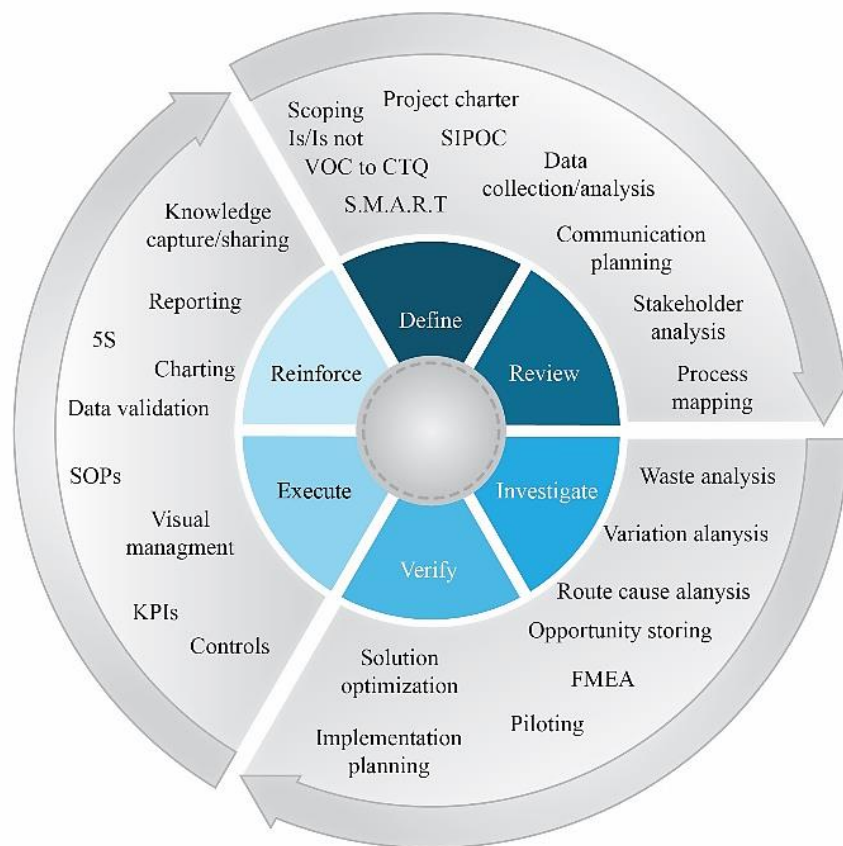 Scoping
Is/Is not
Project charter
SIPOC
VOC to CTQ
S.M.A.R.T
Data
collection/analysis
Communication
planning
Stakeholder
analysis
Process
mapping
Waste analysis
Variation alanysis
Route cause alanysis
Opportunity storing
FMEA
Piloting
Solution
optimization
Implementation
planning
Controls
KPIs
Visual
managment
SOPs
Data validation
Charting
5S
Reporting
Knowledge
capture/sharing
Define
Review
Investigate
Verify
Execute
Reinforce